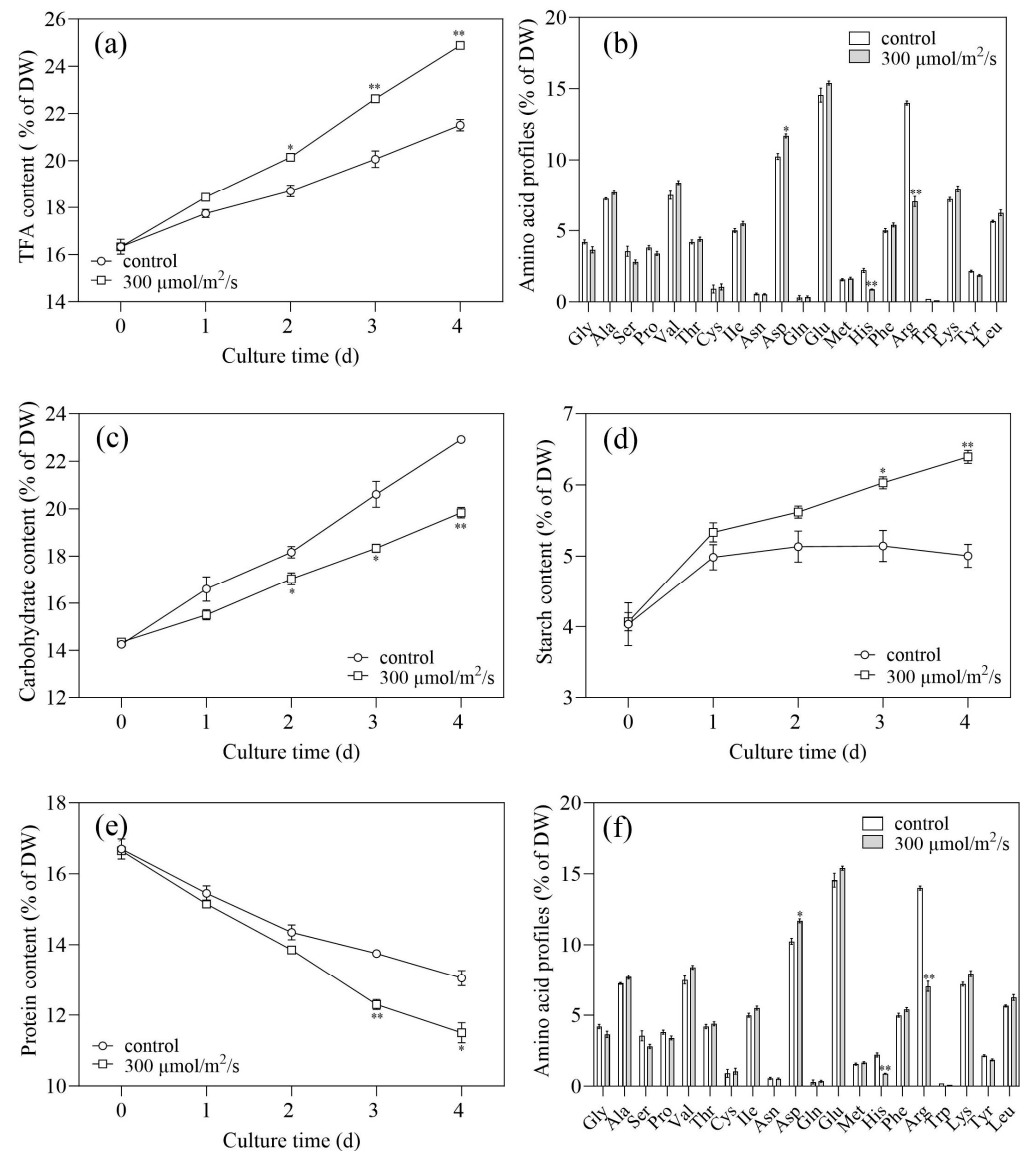 (a)
TFA content ( % of DW)
26
24
22
20
18
16
14
**
**
*
control
300 μmol/m²/s
0 1 2 3 4
Culture time (d)
(b)
Amino acid profiles (% of DW)
20
15
10
5
0
control
300 μmol/m²/s
*
**
**
Gly Ala Ser Pro Val Thr Cys Ile Asn Asp Gln Glu Met His Phe Arg Trp Lys Tyr Leu
(c)
Carbohydrate content (% of DW)
24
22
20
18
16
14
12
*
*
**
control
300 μmol/m²/s
0 1 2 3 4
Culture time (d)
(d)
Starch content (% of DW)
7
6
5
4
3
*
**
control
300 μmol/m²/s
0 1 2 3 4
Culture time (d)
(e)
Protein content (% of DW)
18
16
14
12
10
**
*
control
300 μmol/m²/s
0 1 2 3 4
Culture time (d)
(f)
Amino acid profiles (% of DW)
20
15
10
5
0
control
300 μmol/m²/s
*
**
**
Gly Ala Ser Pro Val Thr Cys Ile Asn Asp Gln Glu Met His Phe Arg Trp Lys Tyr Leu